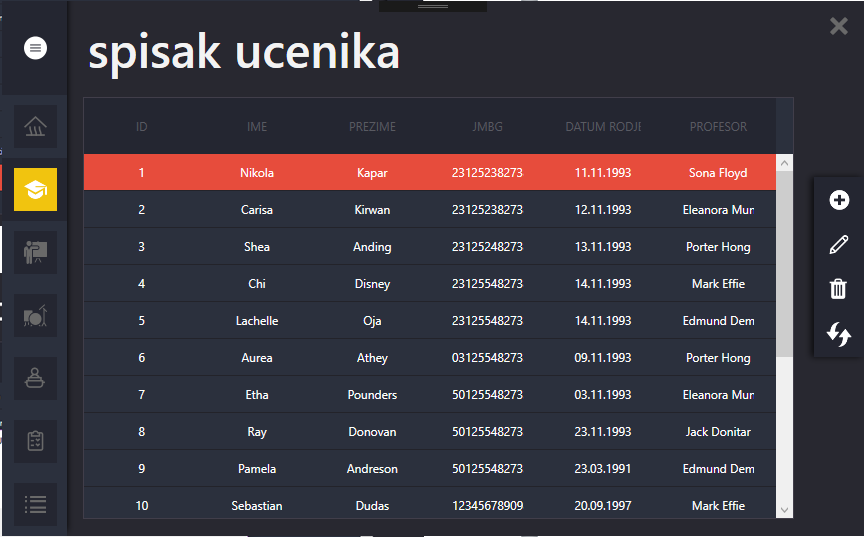 spisak ucenika
ID IME PREZIME JMBG DATUM RODJE PROFESOR
1 Nikola Kapar 23125238273 11.11.1993 Sona Floyd
2 Carisa Kirwan 23125238273 12.11.1993 Eleanora Mur
3 Shea Anding 23125248273 13.11.1993 Porter Hong
4 Chi Disney 23125548273 14.11.1993 Mark Effie
5 Lachelle Oja 23125548273 14.11.1993 Edmund Dem
6 Aurea Athey 03125548273 09.11.1993 Porter Hong
7 Etha Pounders 50125548273 03.11.1993 Eleanora Mur
8 Ray Donovan 50125548273 23.11.1993 Jack Donitar
9 Pamela Andreson 50125548273 23.03.1991 Edmund Dem
10 Sebastian Dudas 12345678909 20.09.1997 Mark Effie